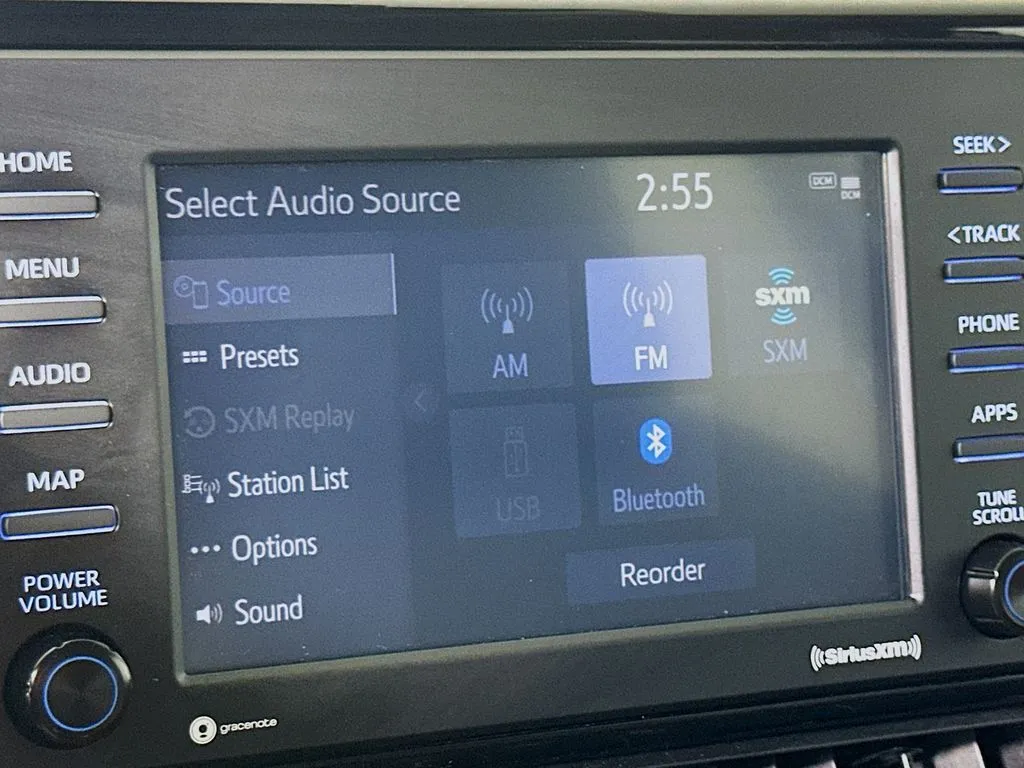 HOME
MENU
AUDIO
MAP
POWER
VOLUME
Select Audio Source
2:55
DCM
DCM
Source
Presets
SXM Replay
Station List
Options
Sound
AM
FM
sxm
SXM
USB
Bluetooth
Reorder
SEEK>
<TRACK
PHONE
APPS
TUNE
SCROLL
gracenote
((SiriusXM))